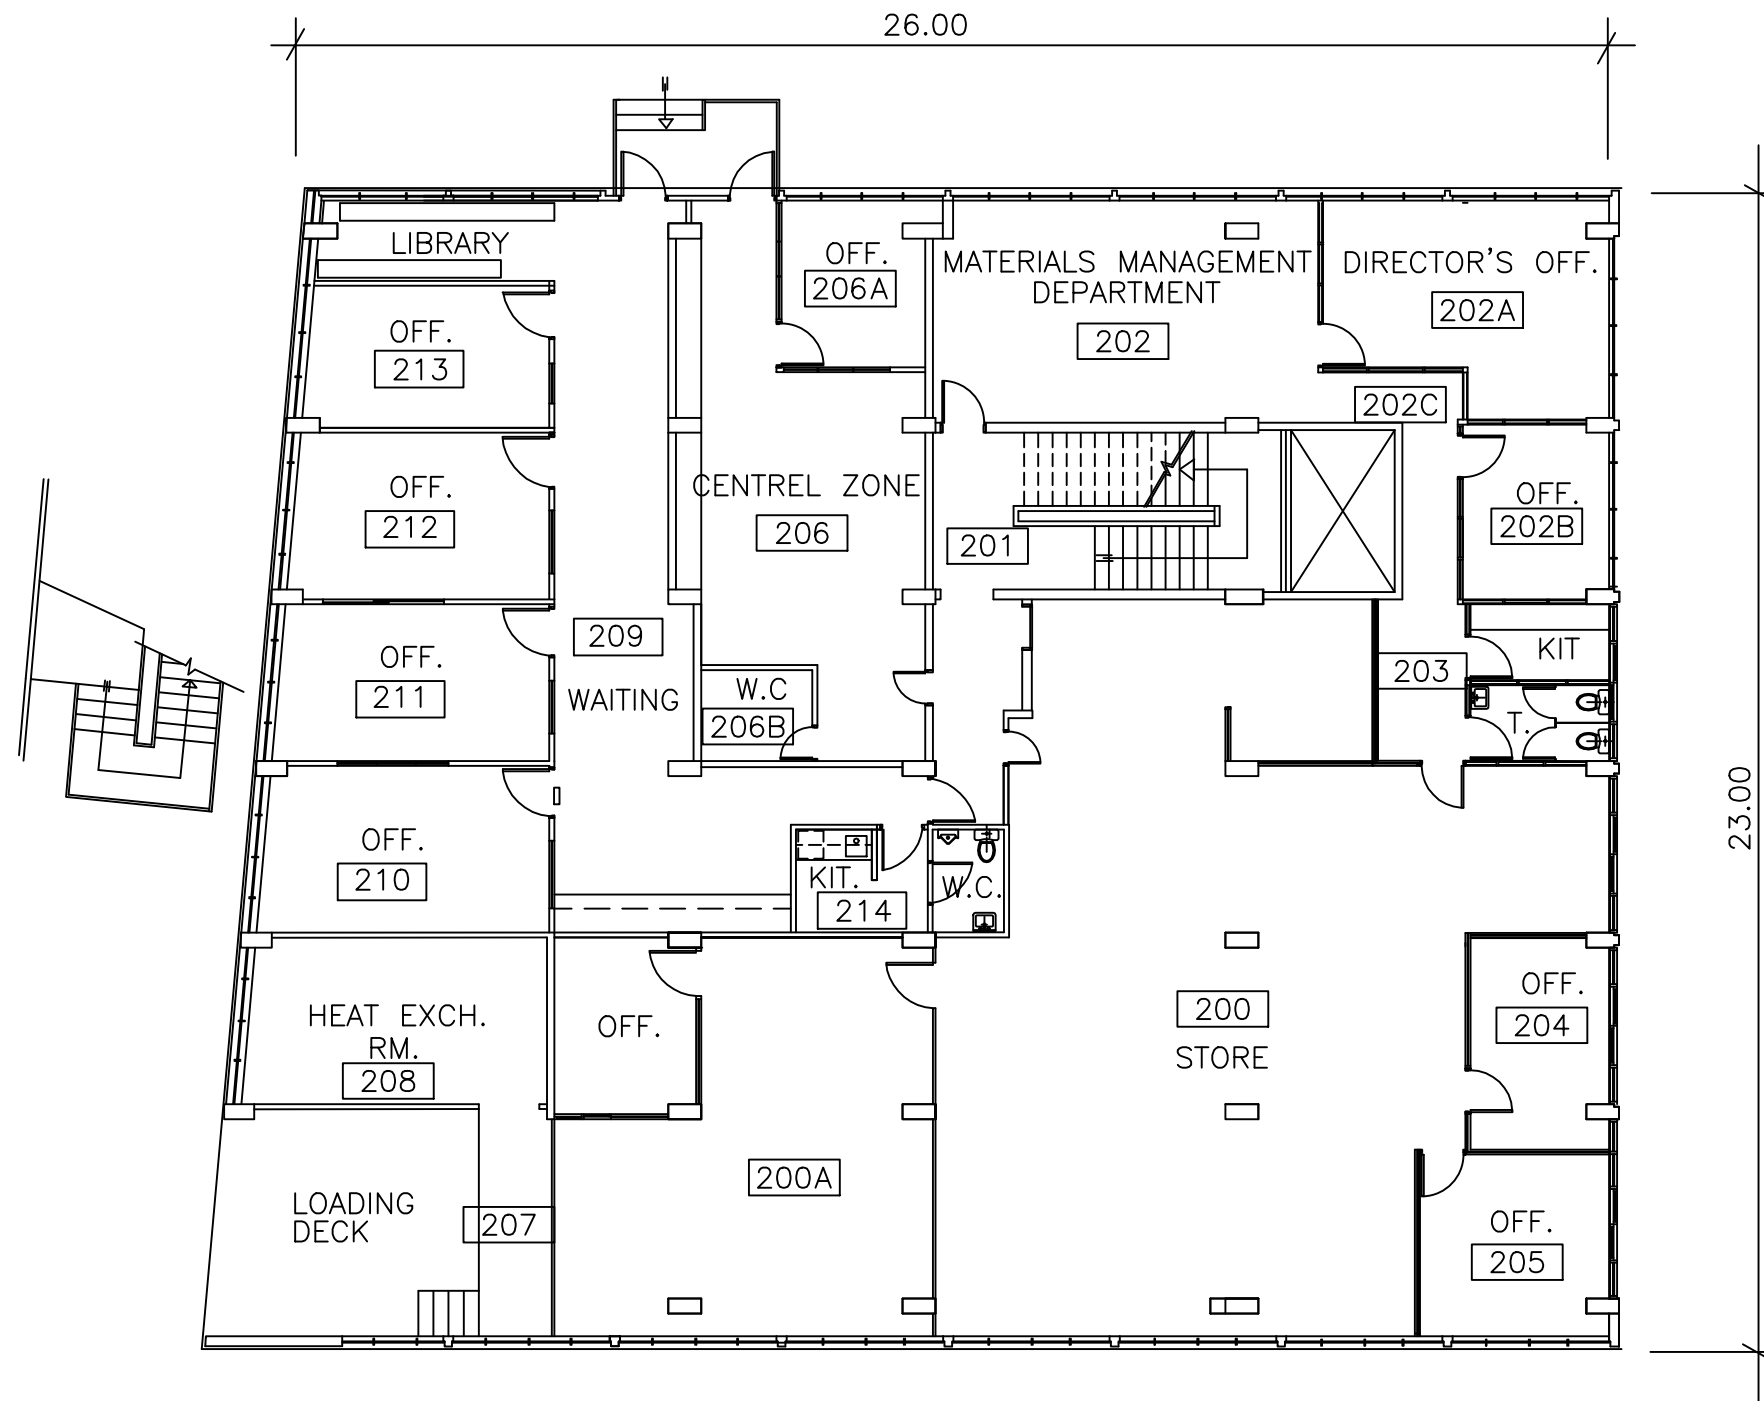 26.00
LIBRARY
OFF.
206A
MATERIALS MANAGEMENT
DEPARTMENT
202
DIRECTOR'S OFF.
202A
OFF.
213
202C
OFF.
212
CENTREL ZONE
206
201
OFF.
202B
209
WAITING
OFF.
211
W.C
206B
203
KIT
T.
23.00
OFF.
210
KIT.
214
W.C.
HEAT EXCH.
RM.
208
OFF.
200
STORE
OFF.
204
LOADING
DECK
207
200A
OFF.
205